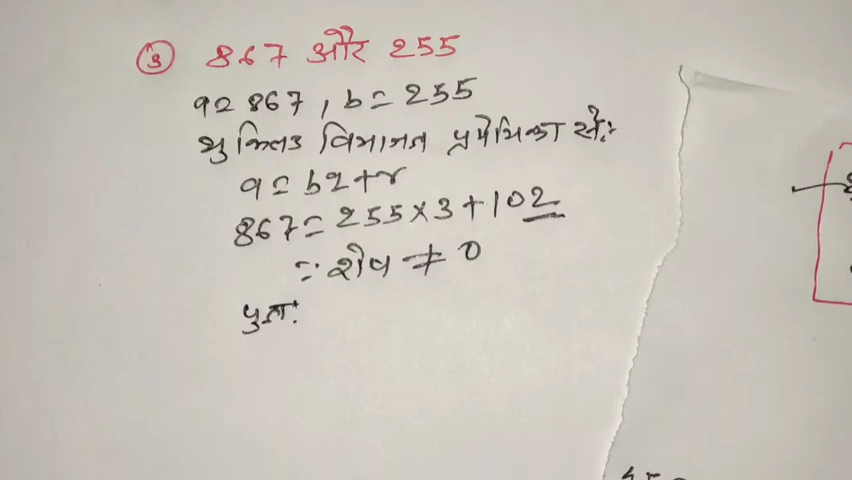 ③ 867 और 255
a= 867, b= 255
युक्लिड विभाजन प्रमेयिका से:
a= bq+r
867= 255×3+102
∵ शेष ≠ 0
पुनः